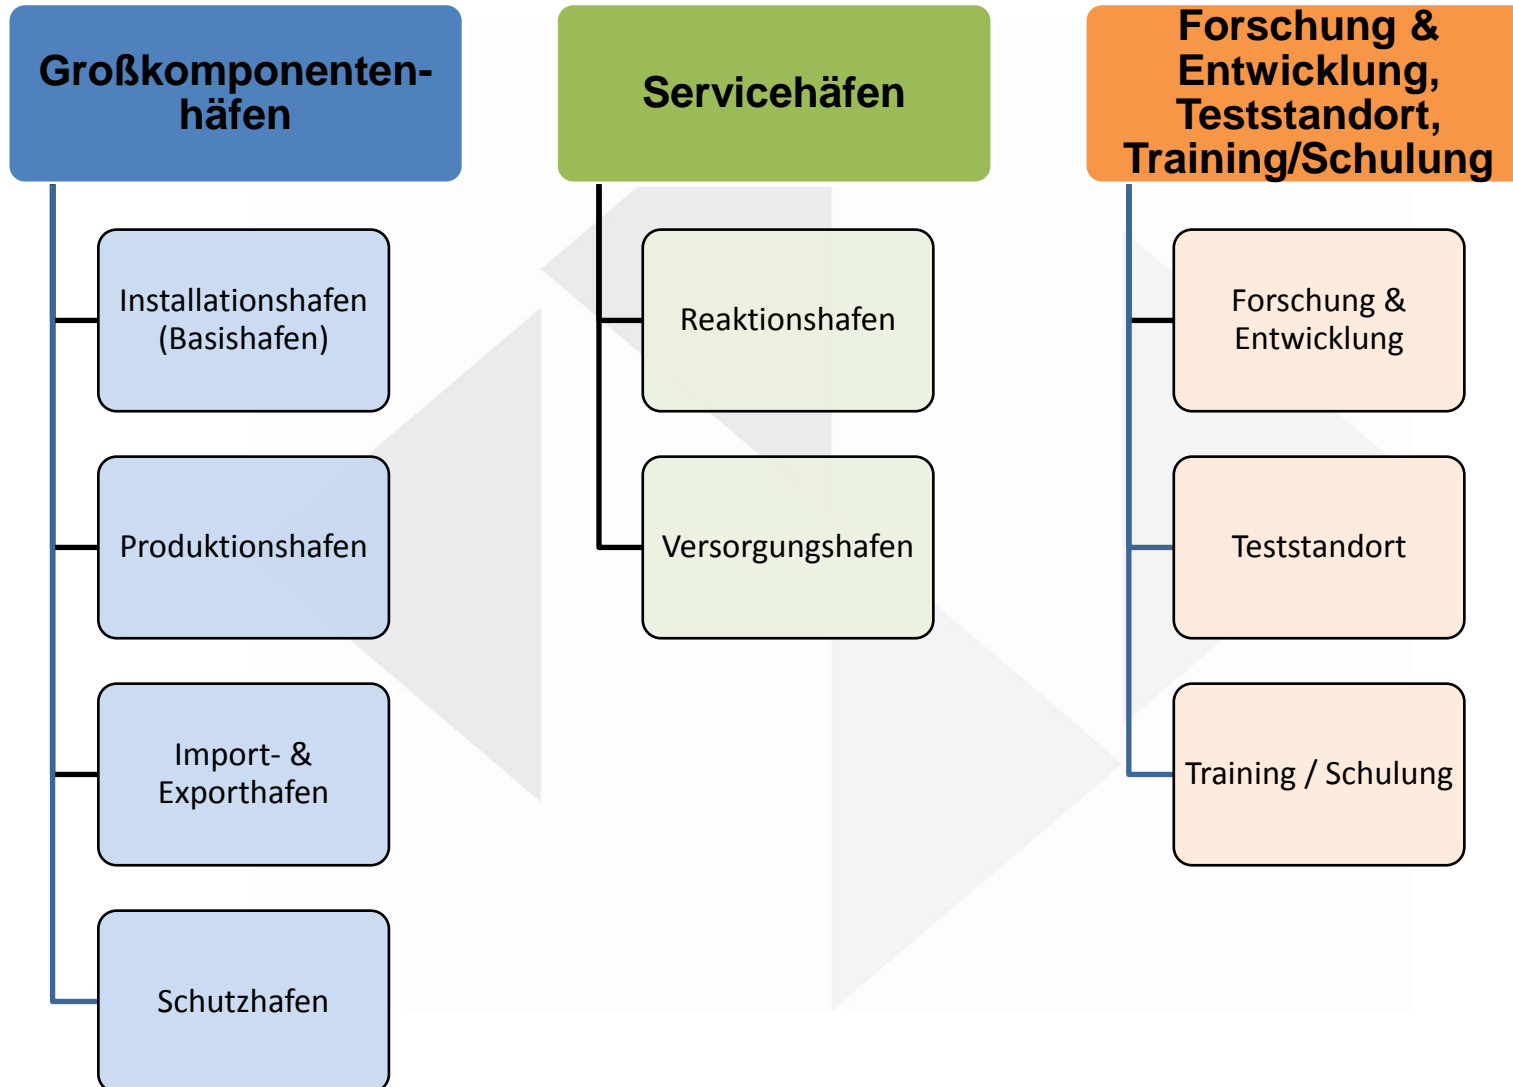 Großkomponenten-
häfen
Installationshafen
(Basishafen)
Produktionshafen
Import- &
Exporthafen
Schutzhafen
Servicehäfen
Reaktionshafen
Versorgungshafen
Forschung &
Entwicklung,
Teststandort,
Training/Schulung
Forschung &
Entwicklung
Teststandort
Training / Schulung